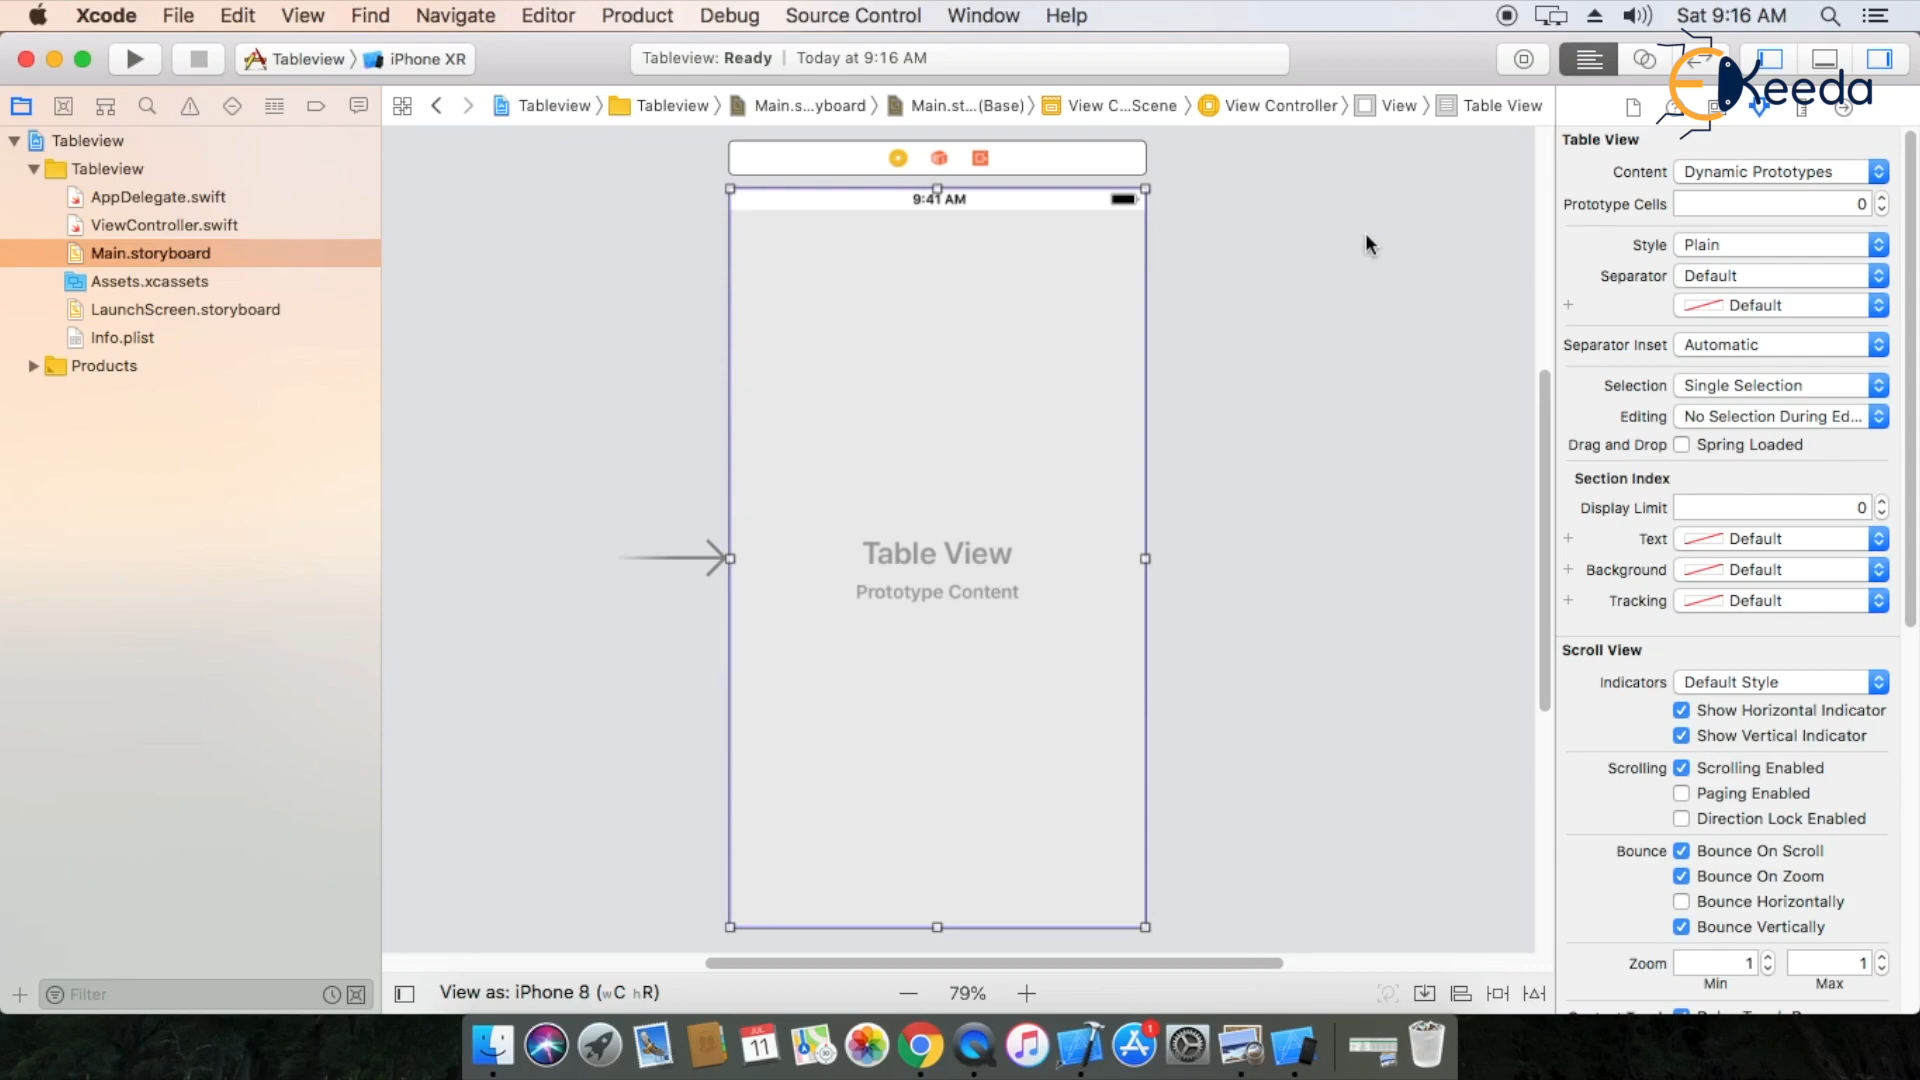 Xcode File Edit View Find Navigate Editor Product Debug Source Control Window Help Sat 9:16 AM
Tableview iPhone XR Tableview: Ready | Today at 9:16 AM
EKeeda
Tableview Tableview Main.s...yboard Main.st...(Base) View C...Scene View Controller View Table View
Tableview
Tableview
AppDelegate.swift
ViewController.swift
Main.storyboard
Assets.xcassets
LaunchScreen.storyboard
Info.plist
Products
Filter
9:41 AM
Table View
Prototype Content
View as: iPhone 8 (wC hR)
79%
Table View
Content Dynamic Prototypes
Prototype Cells 0
Style Plain
Separator Default
Default
Separator Inset Automatic
Selection Single Selection
Editing No Selection During Ed...
Drag and Drop Spring Loaded
Section Index
Display Limit 0
Text Default
Background Default
Tracking Default
Scroll View
Indicators Default Style
Show Horizontal Indicator
Show Vertical Indicator
Scrolling Scrolling Enabled
Paging Enabled
Direction Lock Enabled
Bounce Bounce On Scroll
Bounce On Zoom
Bounce Horizontally
Bounce Vertically
Zoom 1 1
Min Max
JUL
11
1